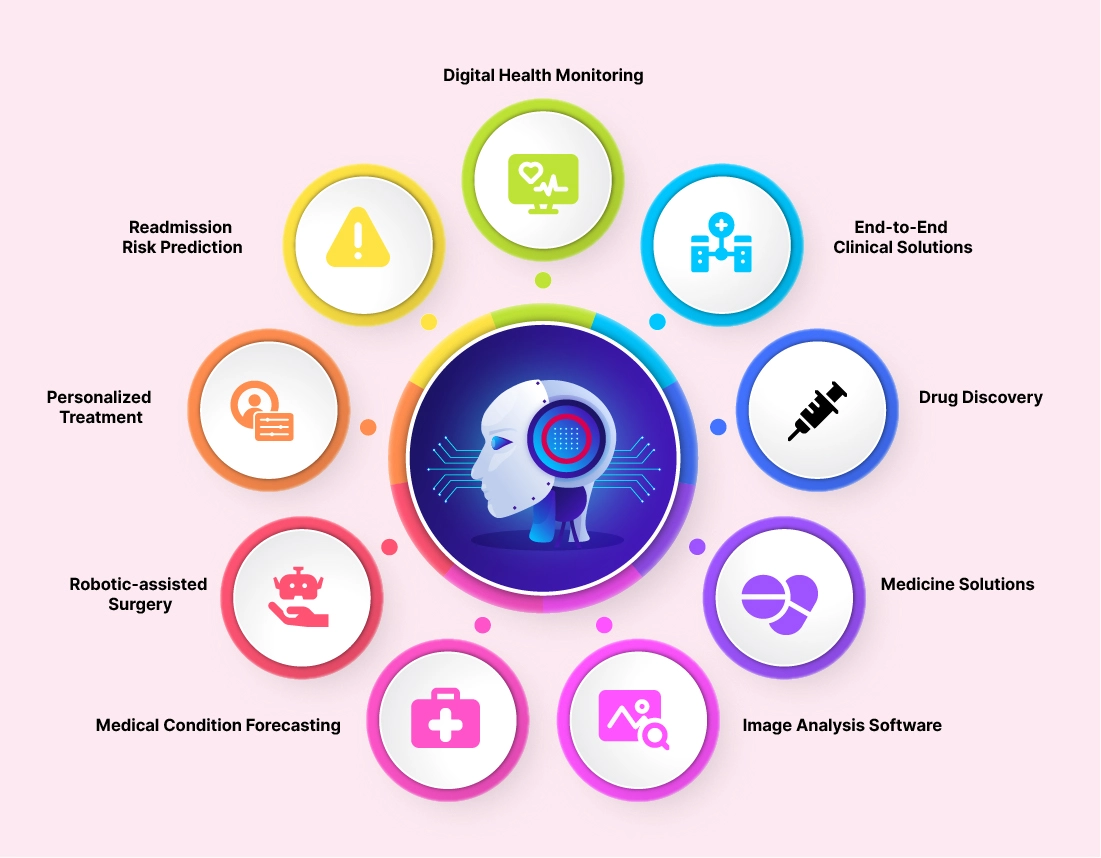 Digital Health Monitoring
Readmission
Risk Prediction
End-to-End
Clinical Solutions
Personalized
Treatment
Drug Discovery
Robotic-assisted
Surgery
Medicine Solutions
Medical Condition Forecasting
Image Analysis Software